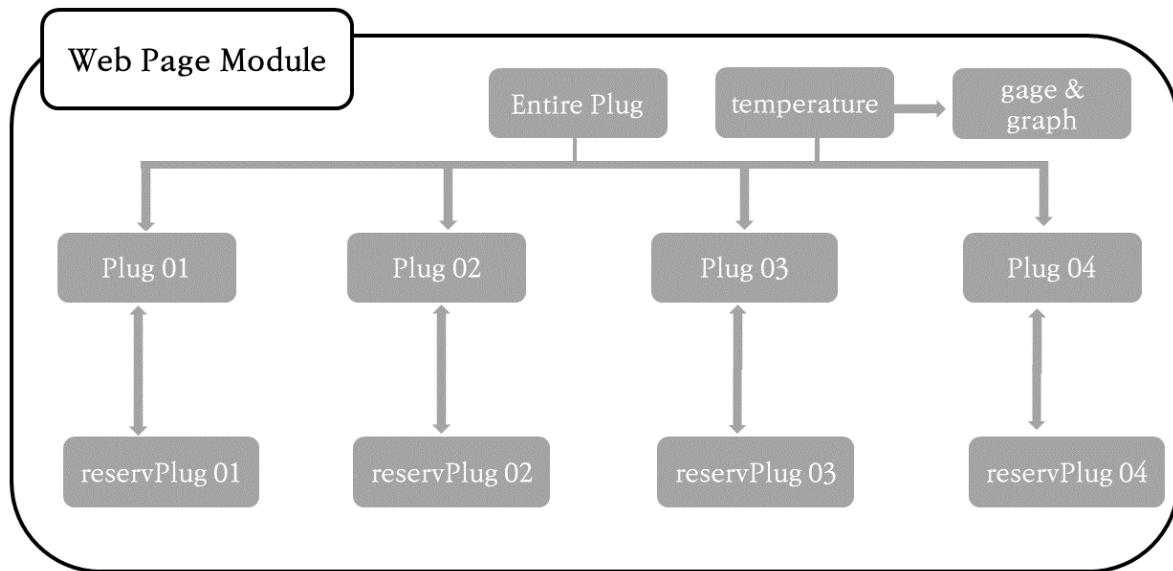 Web Page Module
Entire Plug
temperature
gage &
graph
Plug 01
Plug 02
Plug 03
Plug 04
reservPlug 01
reservPlug 02
reservPlug 03
reservPlug 04